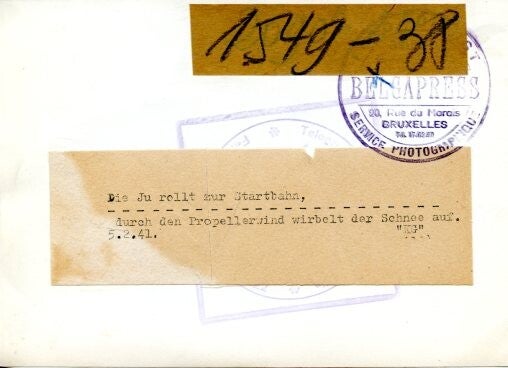 1549-38
BELGAPRESS
20, Rue du Marais
BRUXELLES
SERVICE PHOTOGRAPHIQUE
Die Ju rollt zur Startbahn,
durch den Propellerwind wirbelt der Schnee auf.
5.2.41. "KG"